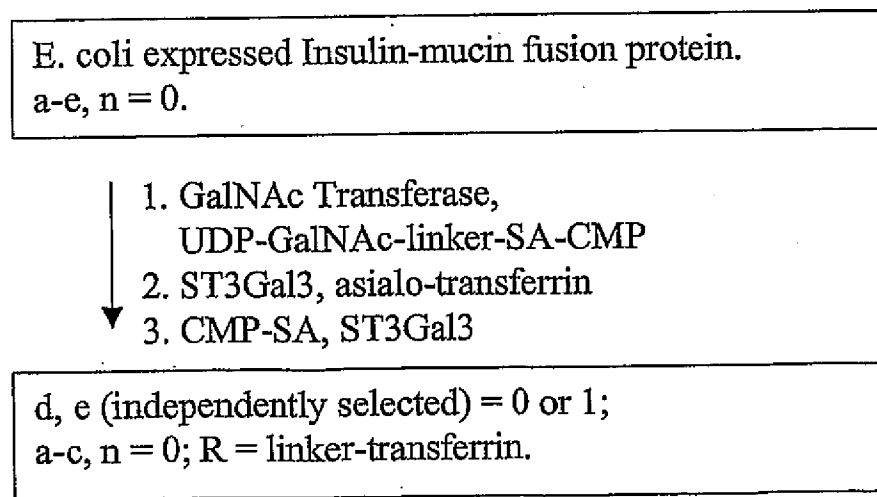 E. coli expressed Insulin-mucin fusion protein.
a-e, n = 0.
1. GalNAc Transferase,
UDP-GalNAc-linker-SA-CMP
2. ST3Gal3, asialo-transferrin
3. CMP-SA, ST3Gal3
d, e (independently selected) = 0 or 1;
a-c, n = 0; R = linker-transferrin.